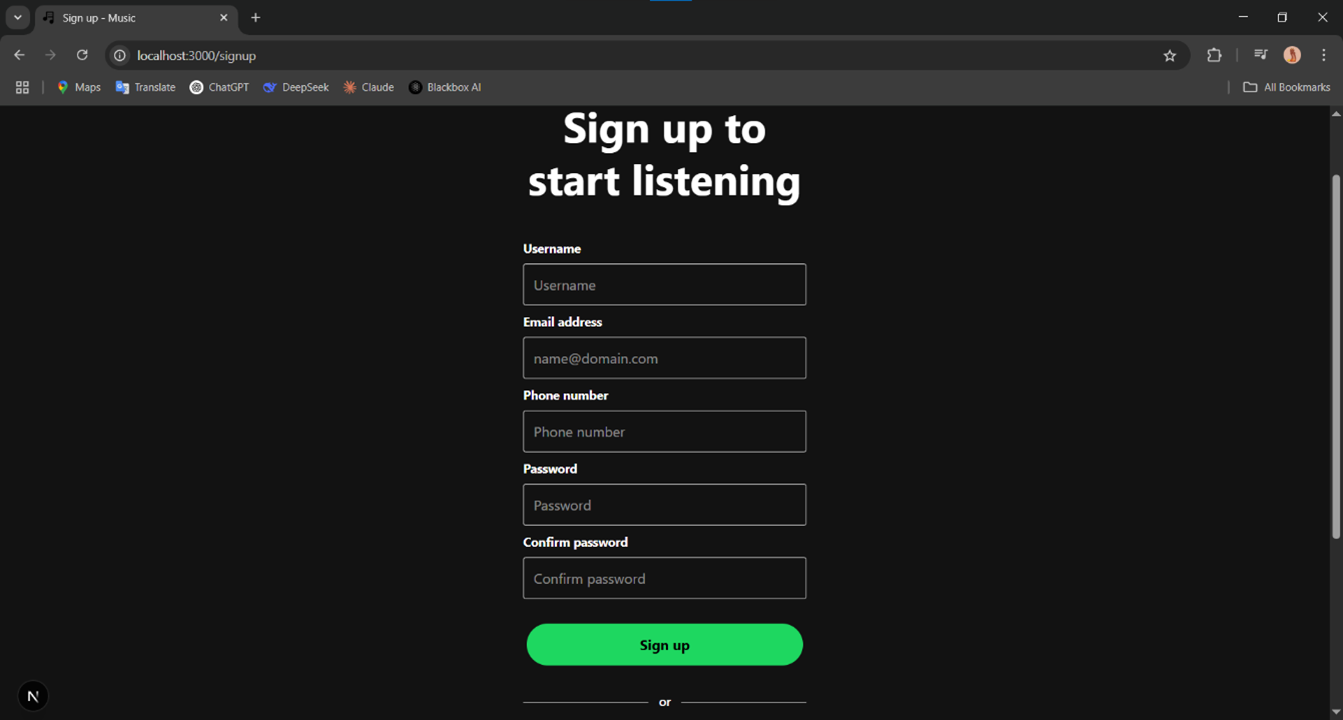 Sign up - Music
localhost:3000/signup
Maps
Translate
ChatGPT
DeepSeek
Claude
Blackbox AI
All Bookmarks
Sign up to
start listening
Username
Username
Email address
name@domain.com
Phone number
Phone number
Password
Password
Confirm password
Confirm password
Sign up
N
or